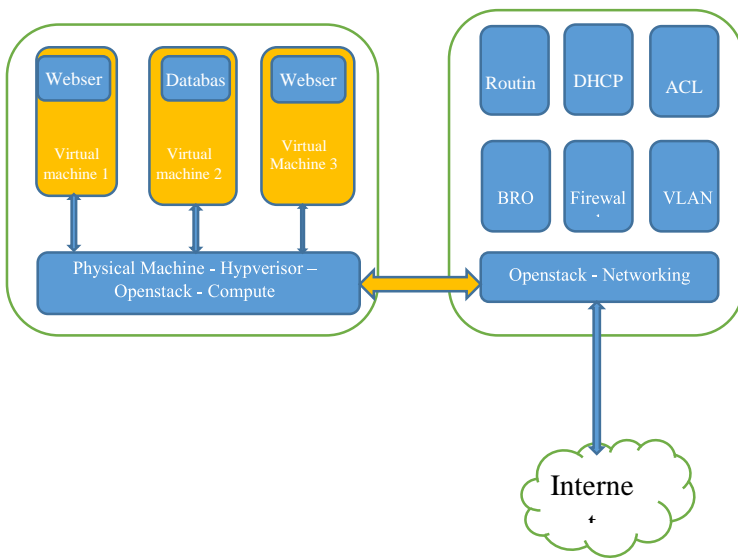 Webser
Databas
Webser
Virtual
machine 1
Virtual
machine 2
Virtual
Machine 3
Physical Machine - Hypverisor –
Openstack - Compute
Routin
DHCP
ACL
BRO
Firewal
VLAN
Openstack - Networking
Interne